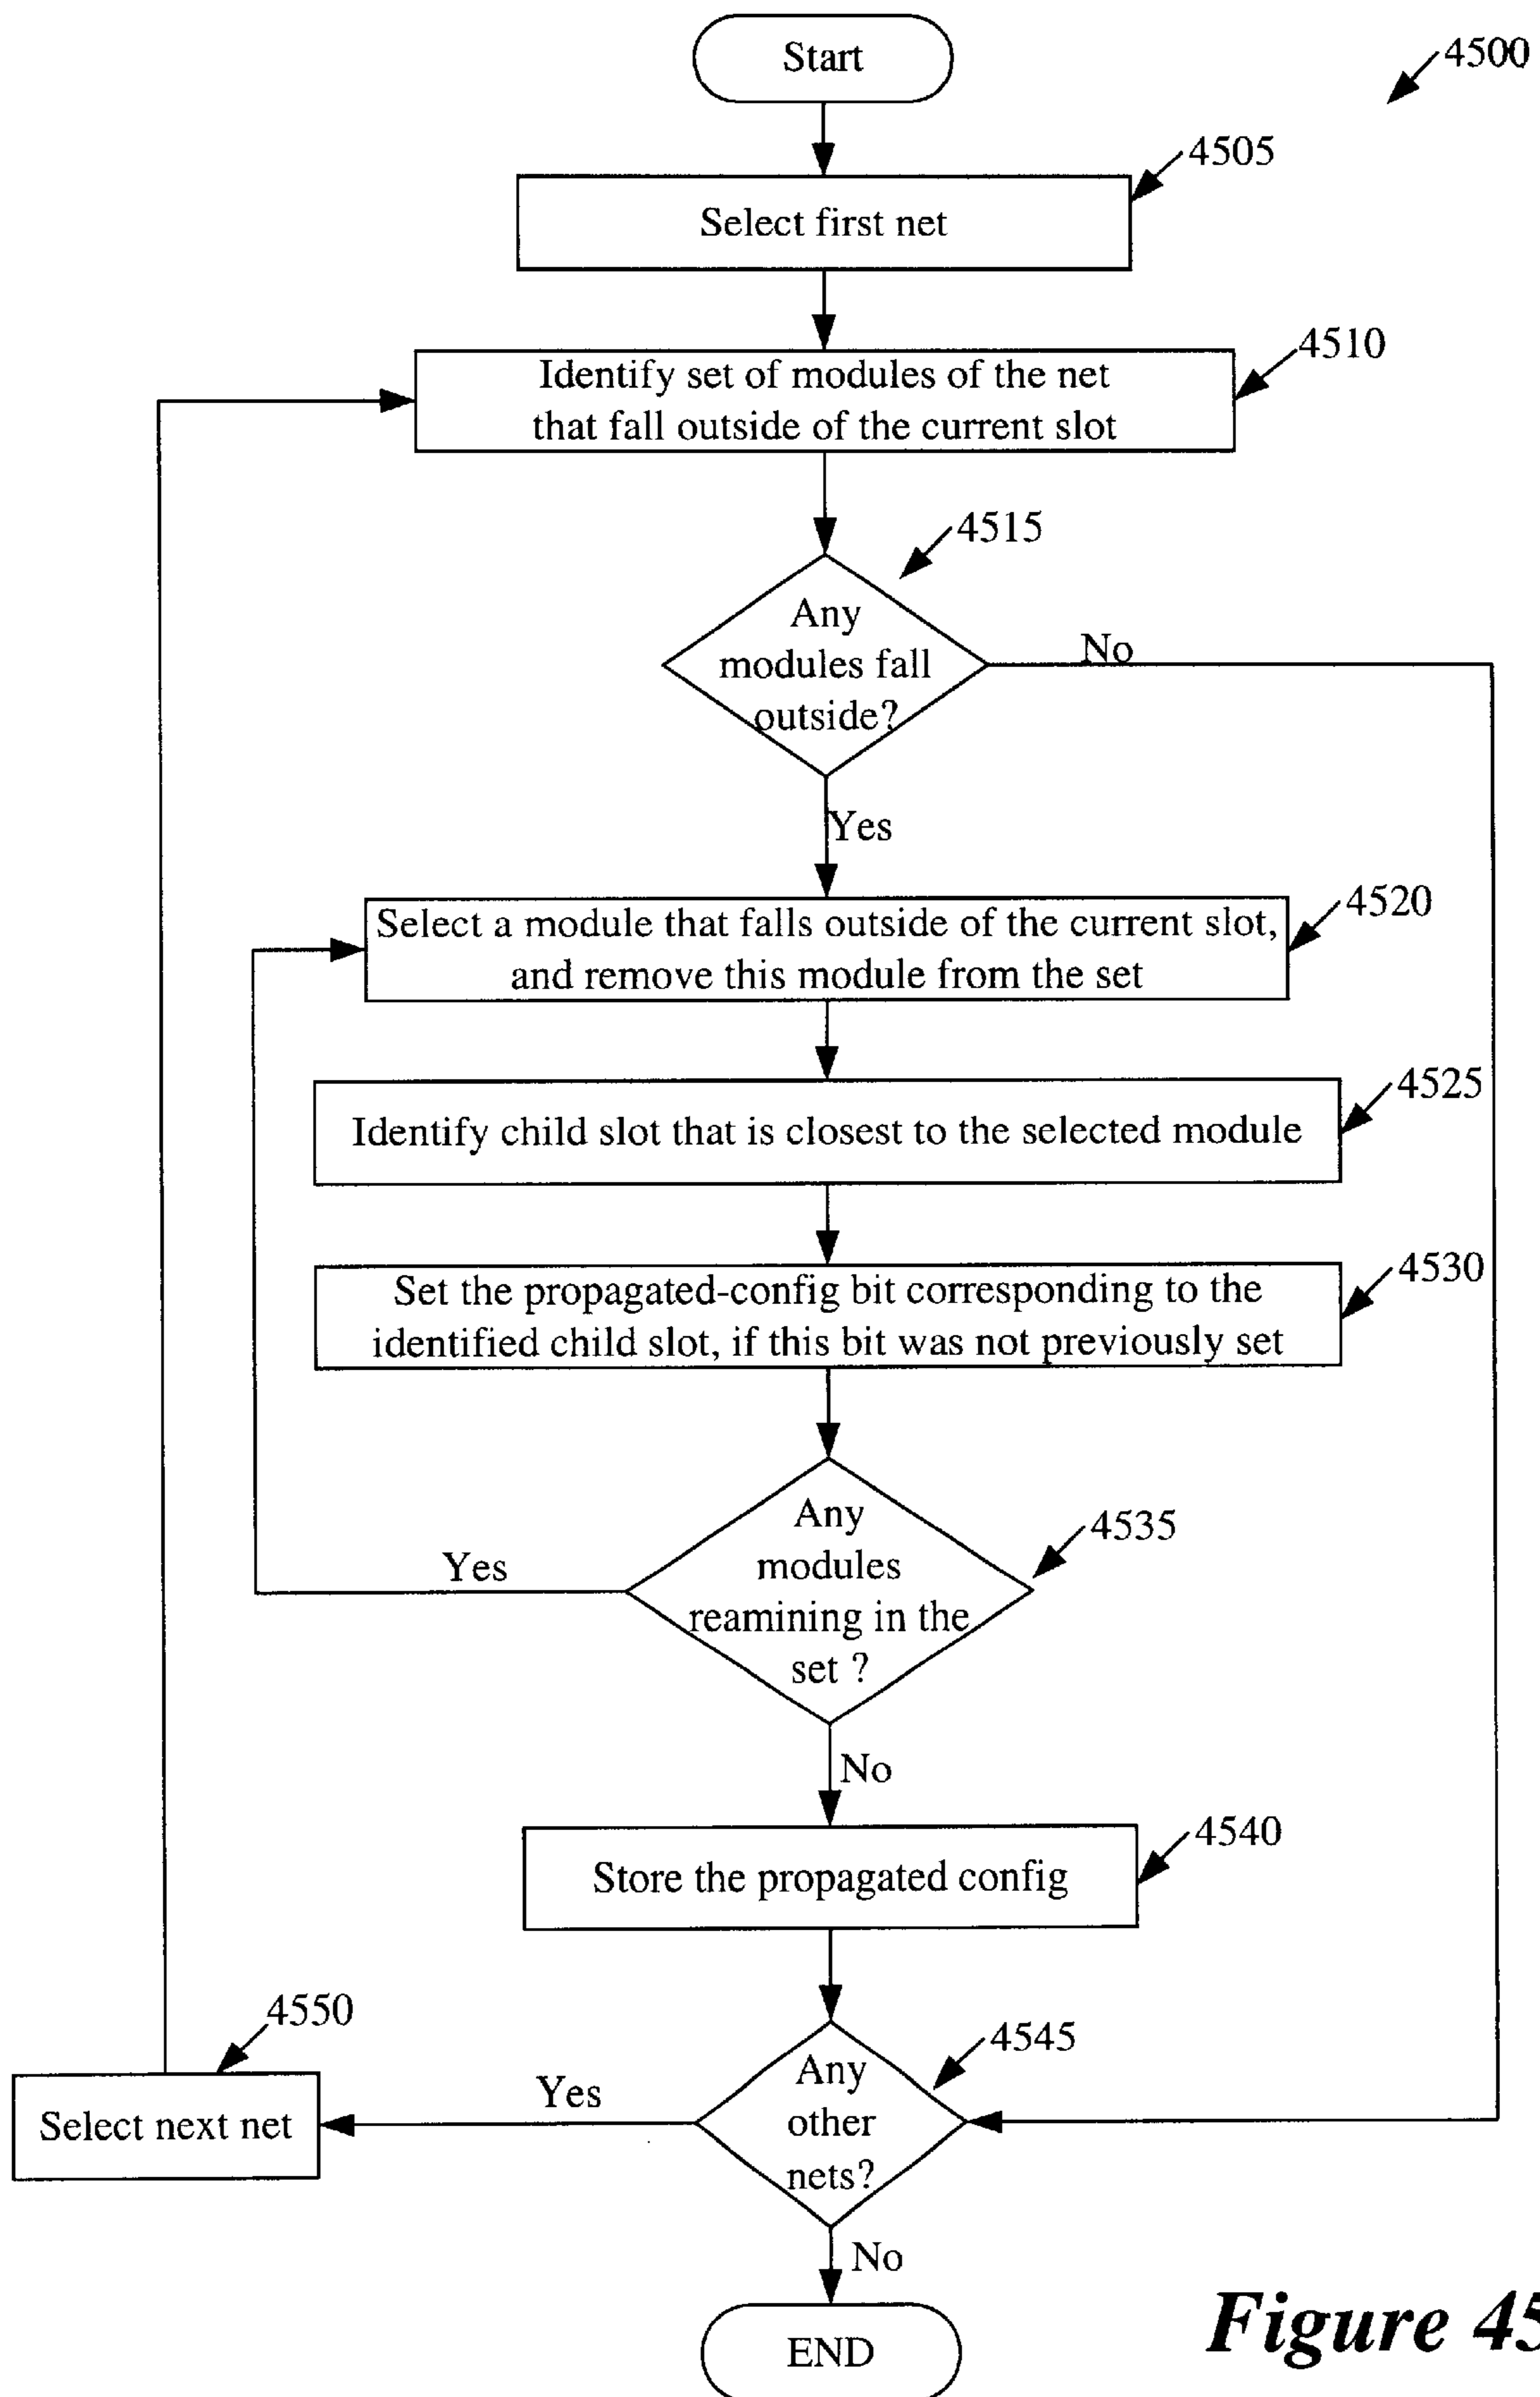 Start
4500
4505
Select first net
4510
Identify set of modules of the net
that fall outside of the current slot
4515
Any
modules fall
outside?
No
Yes
4520
Select a module that falls outside of the current slot,
and remove this module from the set
4525
Identify child slot that is closest to the selected module
4530
Set the propagated-config bit corresponding to the
identified child slot, if this bit was not previously set
4535
Any
modules
reamining in the
set ?
Yes
No
4540
Store the propagated config
4550
4545
Any
other
nets?
Yes
Select next net
No
END
Figure 45